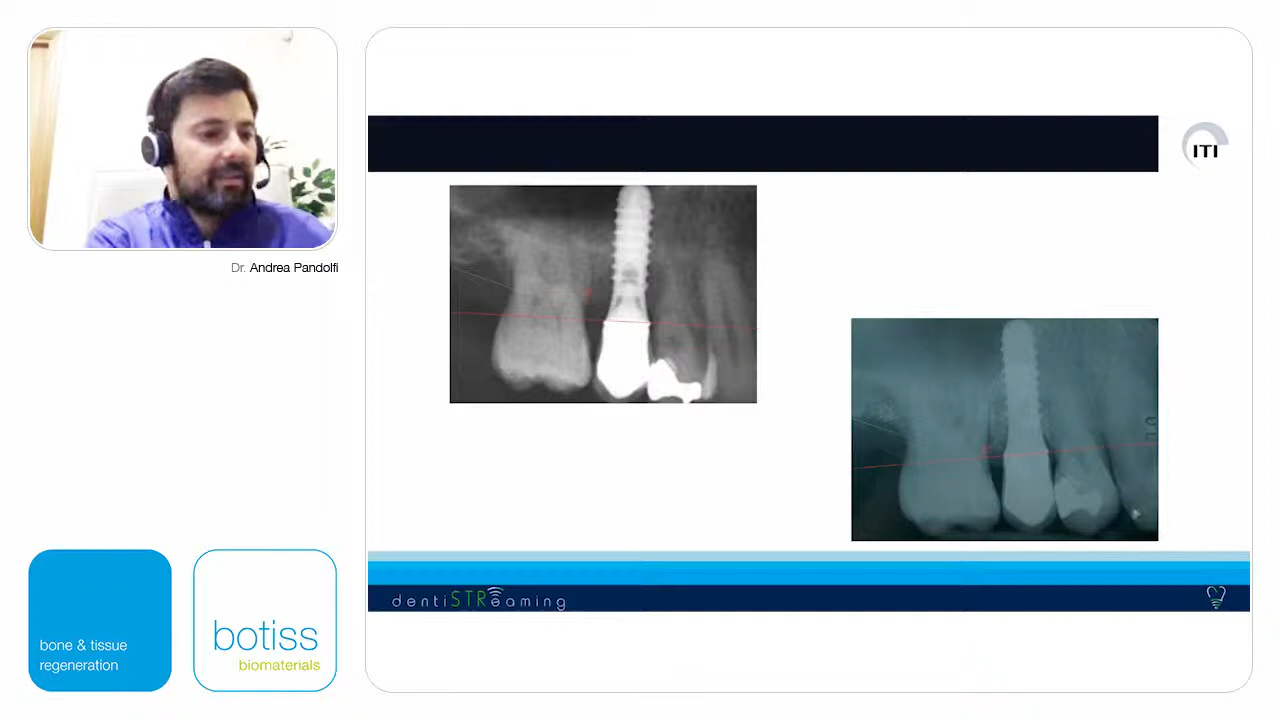 Dr. Andrea Pandolfi
bone & tissue
regeneration
botiss
biomaterials
ITI
dentiSTReaming